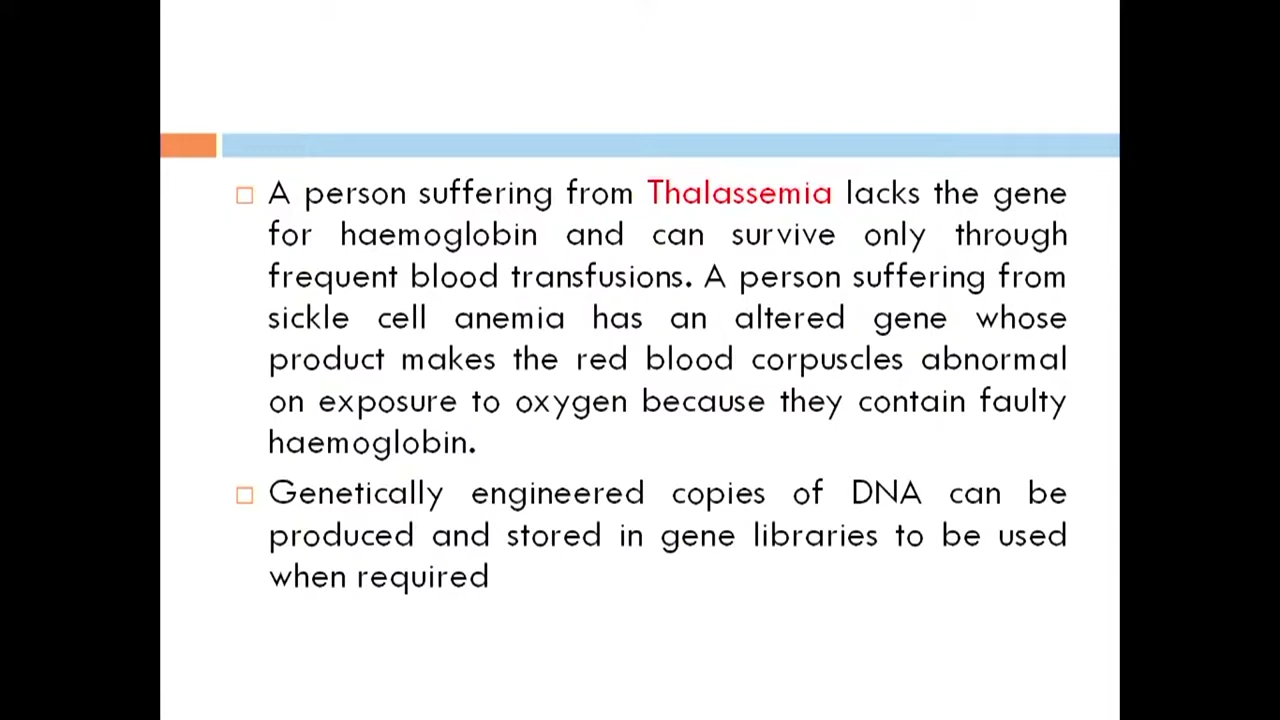 A person suffering from Thalassemia lacks the gene
for haemoglobin and can survive only through
frequent blood transfusions. A person suffering from
sickle cell anemia has an altered gene whose
product makes the red blood corpuscles abnormal
on exposure to oxygen because they contain faulty
haemoglobin.
Genetically engineered copies of DNA can be
produced and stored in gene libraries to be used
when required